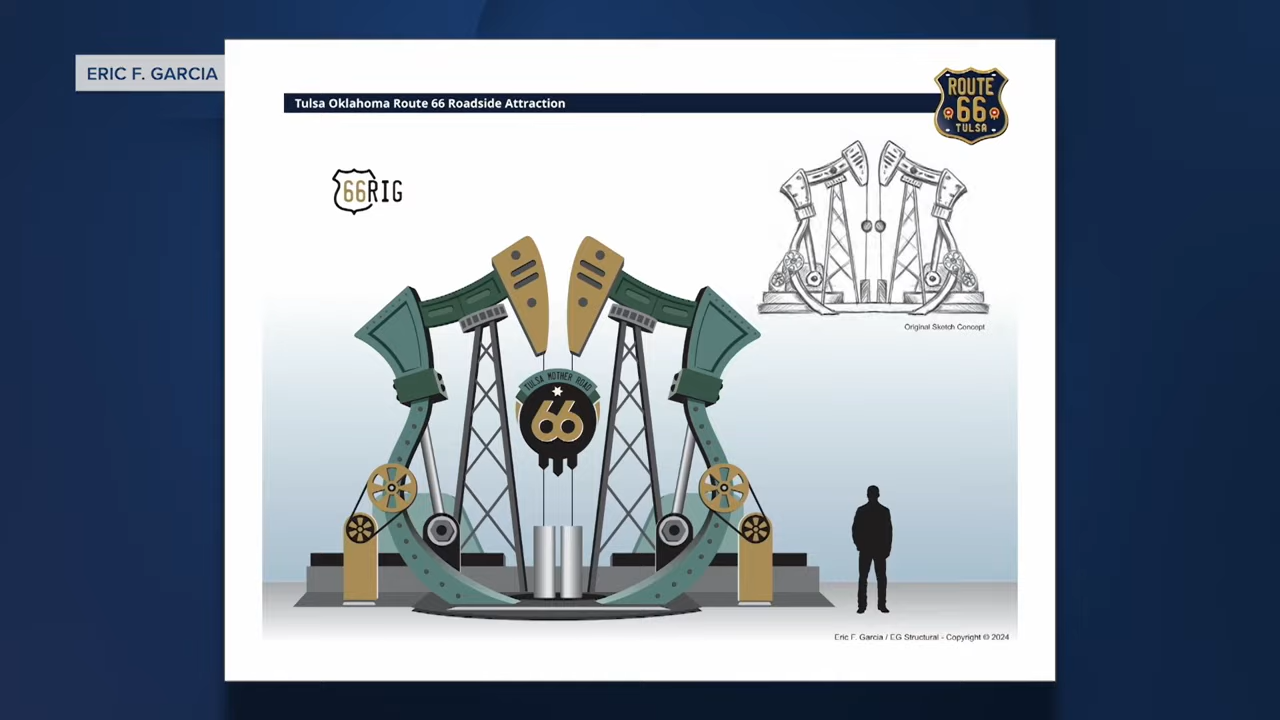 ERIC F. GARCIA
Tulsa Oklahoma Route 66 Roadside Attraction
ROUTE
66
TULSA
66RIG
Original Sketch Concept
TULSA MOTHER ROAD
66
Eric F. Garcia / EG Structural - Copyright © 2024